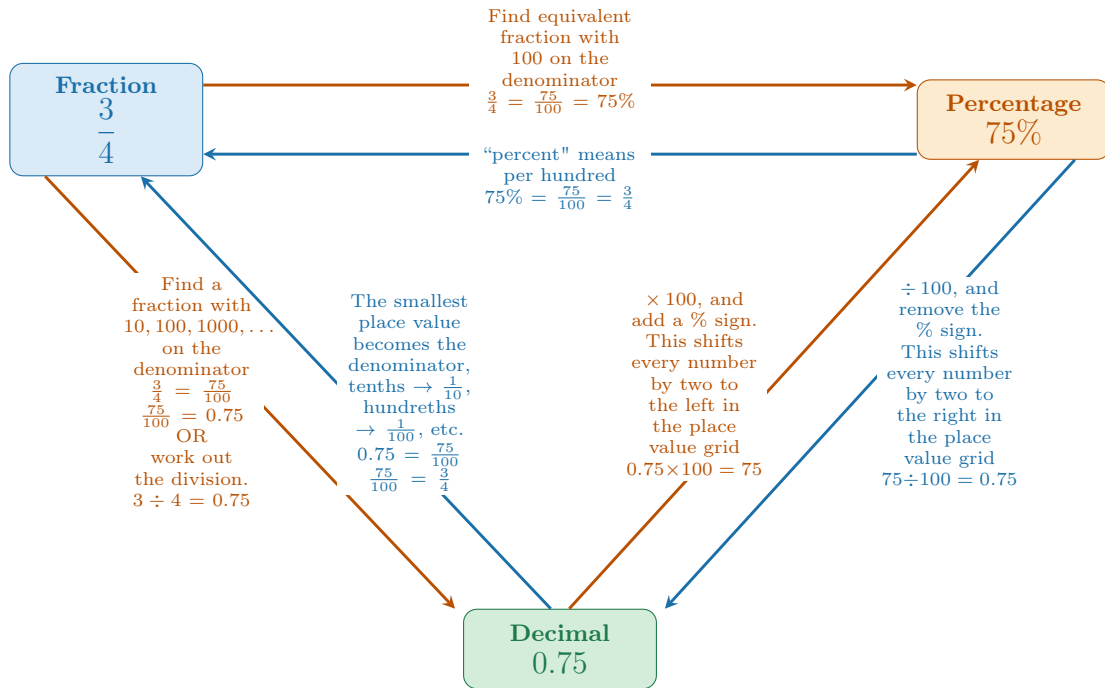 Find equivalent
fraction with
100 on the
denominator
3/4 = 75/100 = 75%
Fraction
3/4
Percentage
75%
“percent" means
per hundred
75% = 75/100 = 3/4
Find a
fraction with
10, 100, 1000, . . .
on the
denominator
3/4 = 75/100
75/100 = 0.75
OR
work out
the division.
3 ÷ 4 = 0.75
The smallest
place value
becomes the
denominator,
tenths → 1/10,
hundreths
→ 1/100, etc.
0.75 = 75/100
75/100 = 3/4
× 100, and
add a % sign.
This shifts
every number
by two to
the left in
the place
value grid
0.75×100 = 75
÷ 100, and
remove the
% sign.
This shifts
every number
by two to
the right in
the place
value grid
75÷100 = 0.75
Decimal
0.75